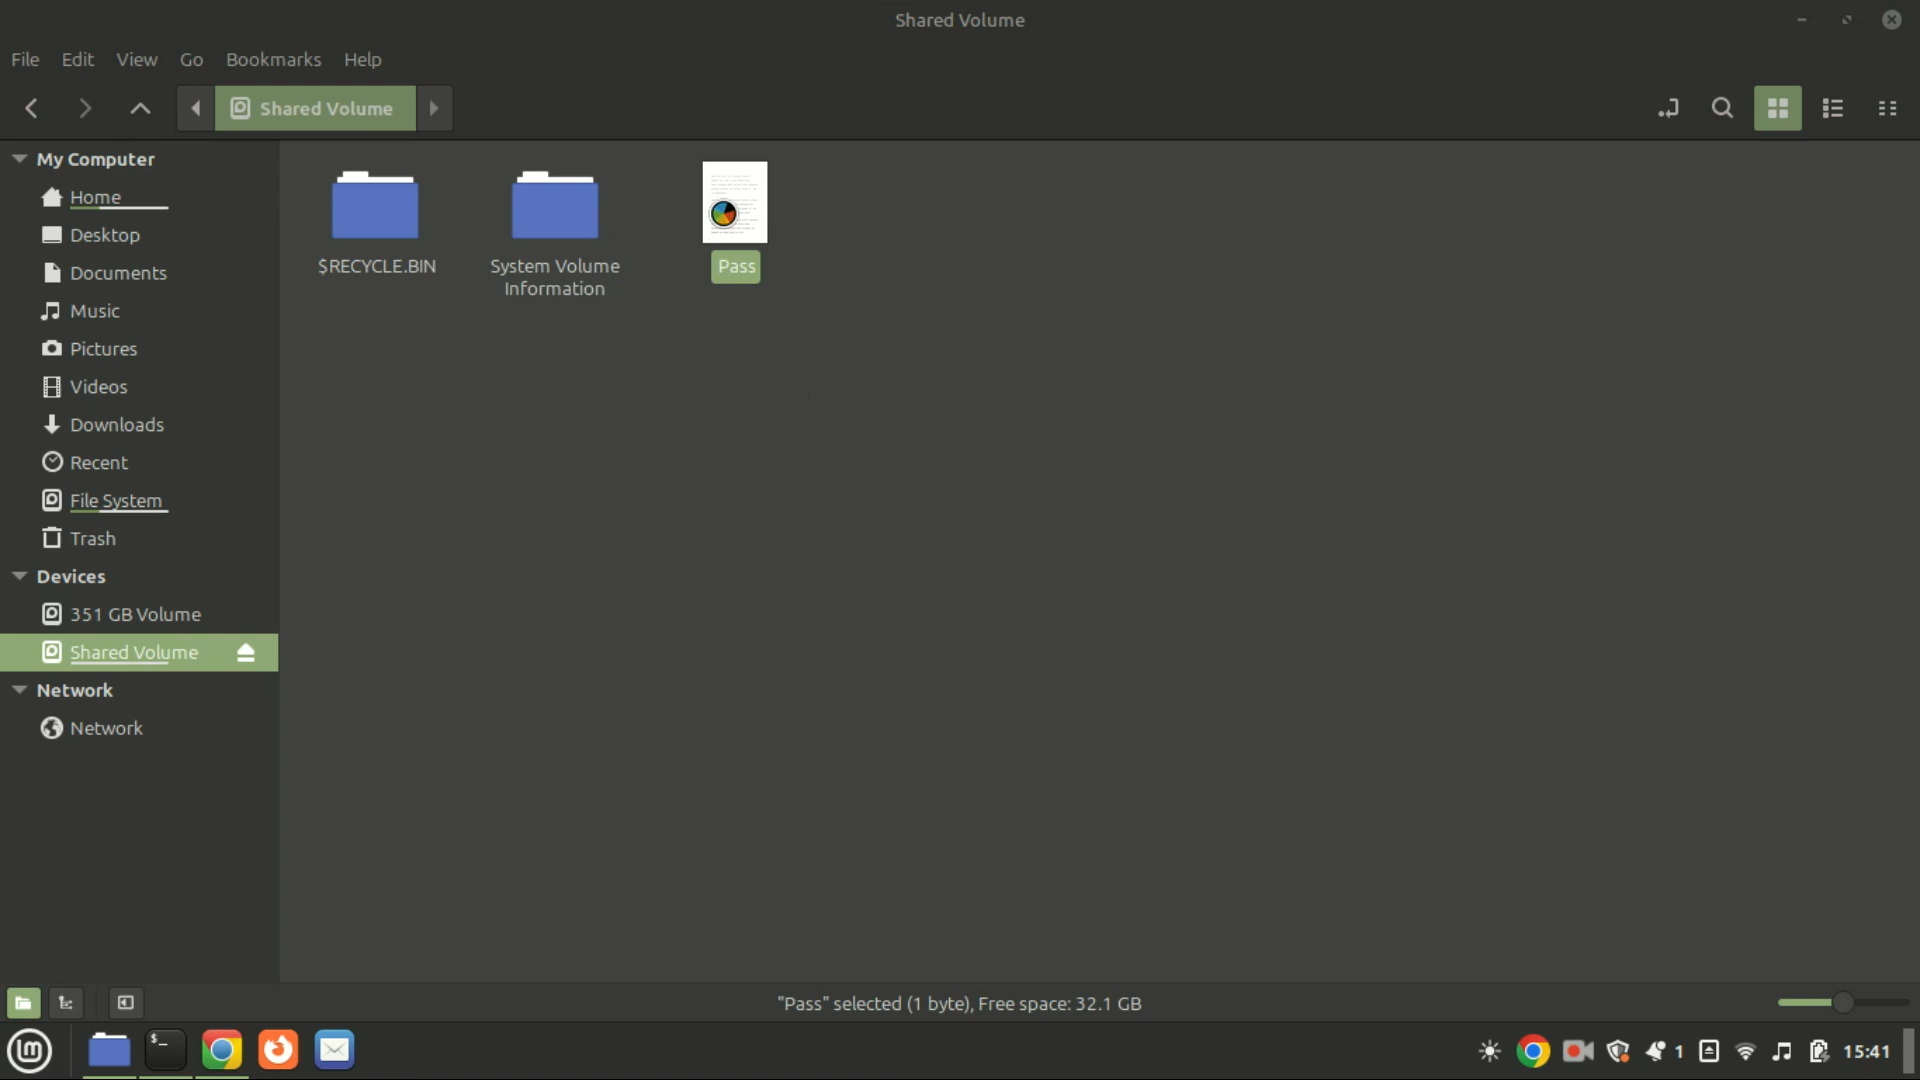 Shared Volume
File Edit View Go Bookmarks Help
Shared Volume
My Computer
Home
Desktop
Documents
Music
Pictures
Videos
Downloads
Recent
File System
Trash
Devices
351 GB Volume
Shared Volume
Network
Network
$RECYCLE.BIN
System Volume
Information
Pass
"Pass" selected (1 byte), Free space: 32.1 GB
$_
lm
1
15:41